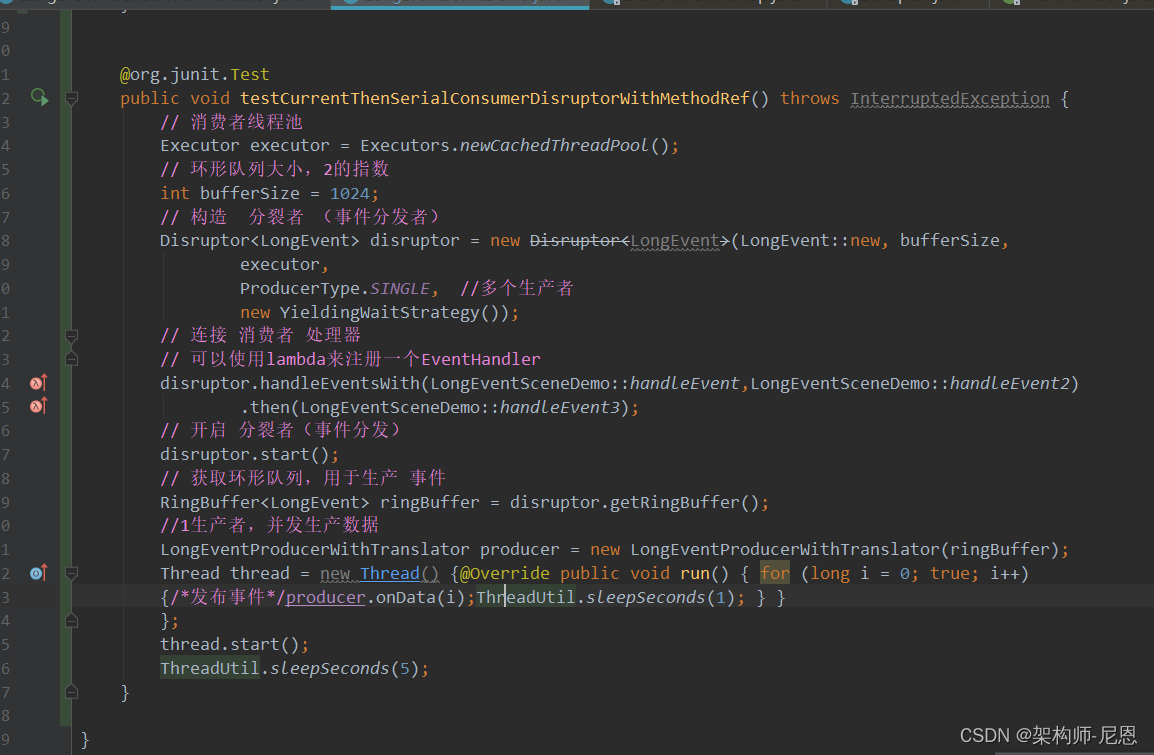 9
0
1 @org.junit.Test
2 public void testCurrentThenSerialConsumerDisruptorWithMethodRef() throws InterruptedException {
3 // 消费者线程池
4 Executor executor = Executors.newCachedThreadPool();
5 // 环形队列大小，2的指数
6 int bufferSize = 1024;
7 // 构造 分裂者 （事件分发者）
8 Disruptor<LongEvent> disruptor = new Disruptor<LongEvent>(LongEvent::new, bufferSize,
9 executor,
0 ProducerType.SINGLE, //多个生产者
1 new YieldingWaitStrategy());
2 // 连接 消费者 处理器
3 // 可以使用lambda来注册一个EventHandler
4 disruptor.handleEventsWith(LongEventSceneDemo::handleEvent,LongEventSceneDemo::handleEvent2)
5 .then(LongEventSceneDemo::handleEvent3);
6 // 开启 分裂者（事件分发）
7 disruptor.start();
8 // 获取环形队列，用于生产 事件
9 RingBuffer<LongEvent> ringBuffer = disruptor.getRingBuffer();
0 //1生产者，并发生产数据
1 LongEventProducerWithTranslator producer = new LongEventProducerWithTranslator(ringBuffer);
2 Thread thread = new Thread() {@Override public void run() { for (long i = 0; true; i++)
3 {/*发布事件*/producer.onData(i);ThreadUtil.sleepSeconds(1); } }
4 };
5 thread.start();
6 ThreadUtil.sleepSeconds(5);
7 }
8
9 }
CSDN @架构师-尼恩